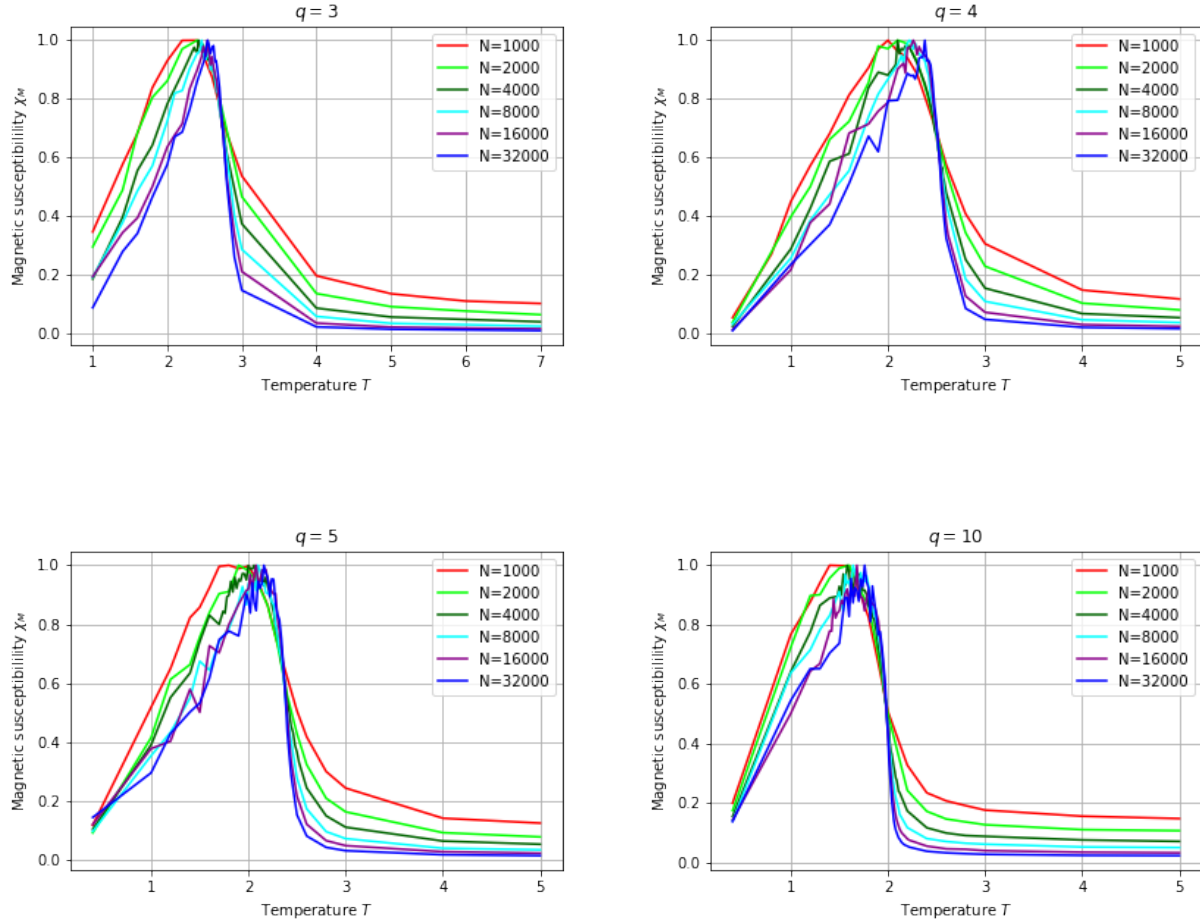 q = 3
Magnetic susceptibility χM
1.0
0.8
0.6
0.4
0.2
0.0
N=1000
N=2000
N=4000
N=8000
N=16000
N=32000
1 2 3 4 5 6 7
Temperature T
q = 4
Magnetic susceptibility χM
1.0
0.8
0.6
0.4
0.2
0.0
N=1000
N=2000
N=4000
N=8000
N=16000
N=32000
1 2 3 4 5
Temperature T
q = 5
Magnetic susceptibility χM
1.0
0.8
0.6
0.4
0.2
0.0
N=1000
N=2000
N=4000
N=8000
N=16000
N=32000
1 2 3 4 5
Temperature T
q = 10
Magnetic susceptibility χM
1.0
0.8
0.6
0.4
0.2
0.0
N=1000
N=2000
N=4000
N=8000
N=16000
N=32000
1 2 3 4 5
Temperature T